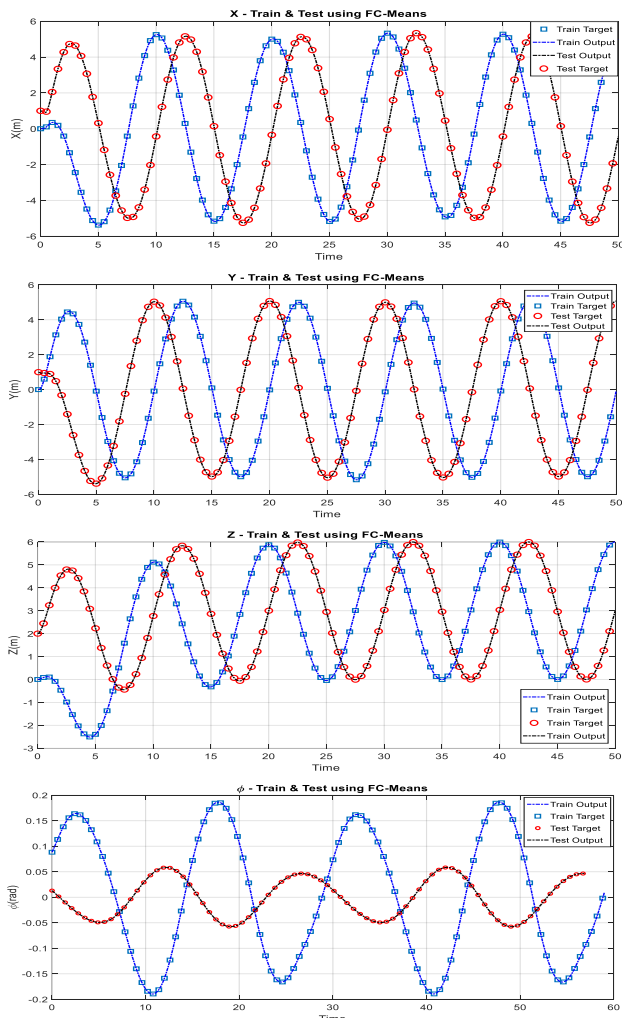 X - Train & Test using FC-Means
6
4
2
0
-2
-4
-6
X(m)
Train Target
Train Output
Test Output
Test Target
0 5 10 15 20 25 30 35 40 45 50
Time
Y - Train & Test using FC-Means
6
4
2
0
-2
-4
-6
Y(m)
Train Output
Train Target
Test Target
Test Output
0 5 10 15 20 25 30 35 40 45 50
Time
Z - Train & Test using FC-Means
6
5
4
3
2
1
0
-1
-2
-3
Z(m)
Train Output
Train Target
Train Target
Train Output
0 5 10 15 20 25 30 35 40 45 50
Time
ϕ - Train & Test using FC-Means
0.2
0.15
0.1
0.05
0
-0.05
-0.1
-0.15
-0.2
ϕ(rad)
Train Output
Train Target
Test Target
Test Output
0 10 20 30 40 50 60
Time